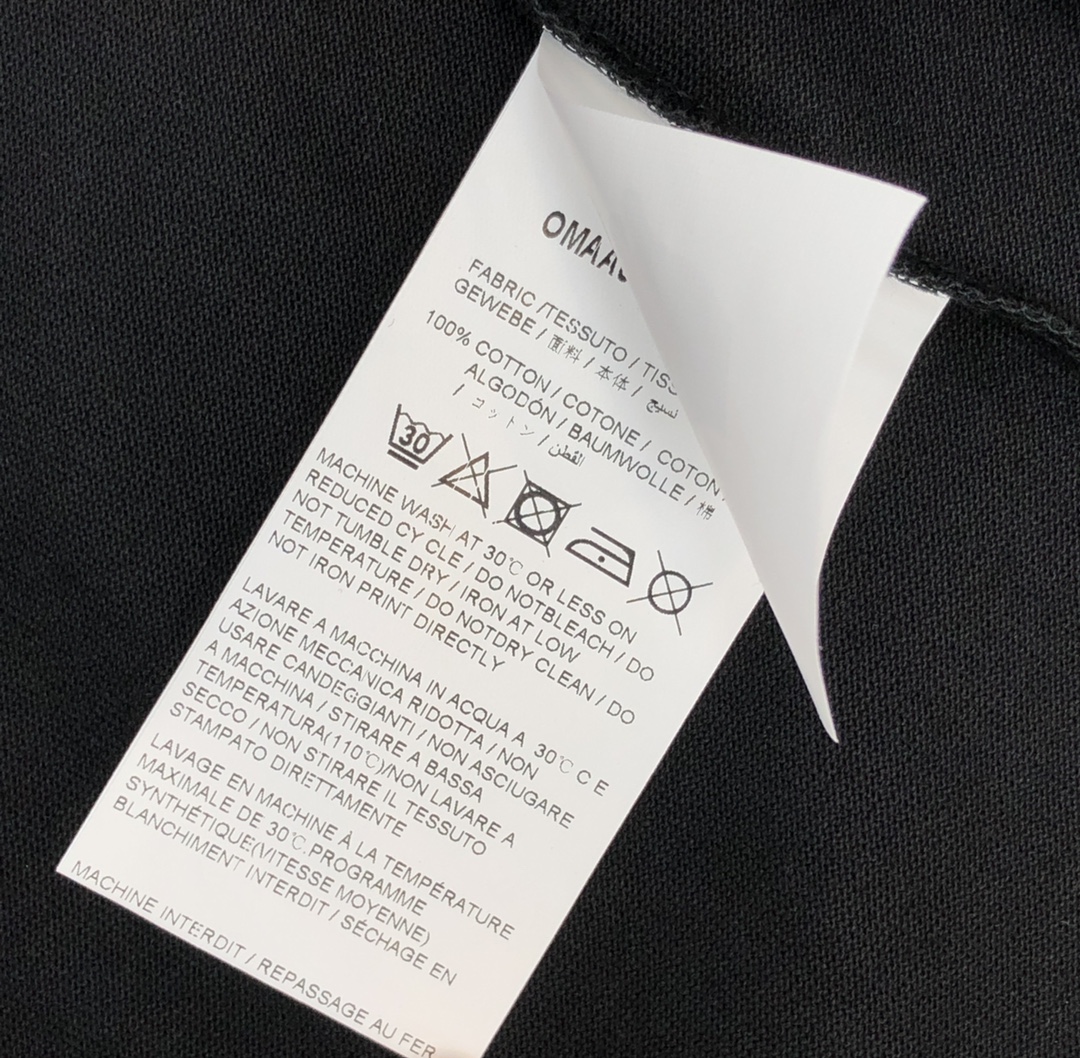 OMAA
FABRIC /TESSUTO / TISS
GEWEBE / 面料 / 本体 / نسيج
100% COTTON / COTONE / COTON
ALGODÓN / BAUMWOLLE / 棉
/ コットン / القطن
30
MACHINE WASH AT 30℃ OR LESS ON
REDUCED CY CLE / DO NOTBLEACH / DO
NOT TUMBLE DRY / IRON AT LOW
TEMPERATURE / DO NOTDRY CLEAN / DO
NOT IRON PRINT DIRECTLY
LAVARE A MACCHINA IN ACQUA A 30℃ C E
AZIONE MECCANICA RIDOTTA / NON
USARE CANDEGGIANTI / NON ASCIUGARE
A MACCHINA / STIRARE A BASSA
TEMPERATURA(110℃)/NON LAVARE A
SECCO / NON STIRARE IL TESSUTO
STAMPATO DIRETTAMENTE
LAVAGE EN MACHINE À LA TEMPÉRATURE
MAXIMALE DE 30℃.PROGRAMME
SYNTHÉTIQUE(VITESSE MOYENNE)
BLANCHIMENT INTERDIT / SÉCHAGE EN
MACHINE INTERDIT / REPASSAGE AU FER